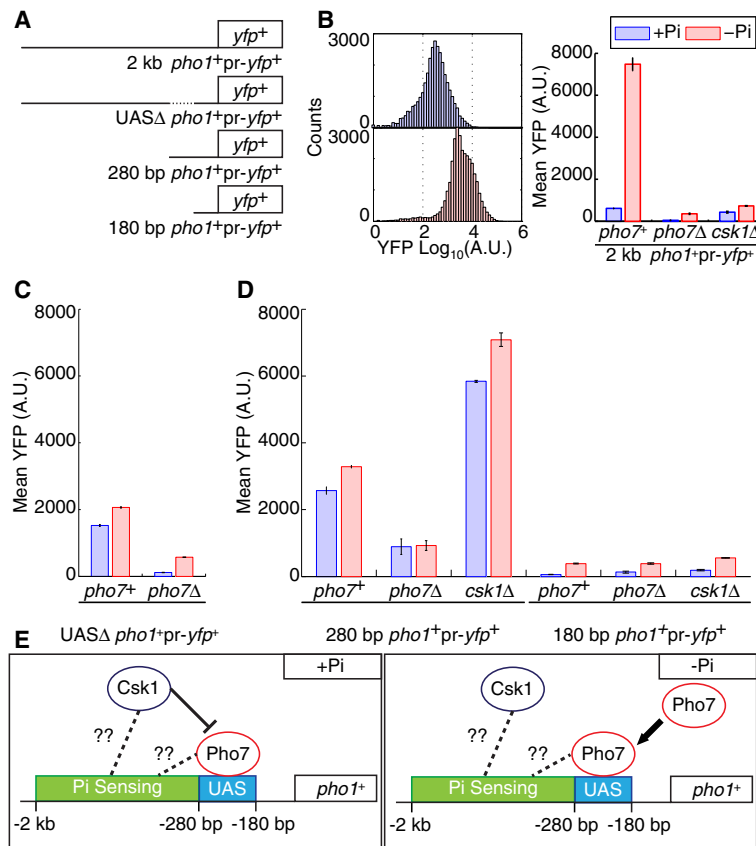 A
yfp+
2 kb pho1+pr-yfp+
yfp+
UASΔ pho1+pr-yfp+
yfp+
280 bp pho1+pr-yfp+
yfp+
180 bp pho1+pr-yfp+
B
3000
0
3000
0
Counts
0 2 4 6
YFP Log10(A.U.)
+Pi −Pi
8000
6000
4000
2000
0
Mean YFP (A.U.)
pho7+ pho7Δ csk1Δ
2 kb pho1+pr-yfp+
C
8000
6000
4000
2000
0
Mean YFP (A.U.)
pho7+ pho7Δ
UASΔ pho1+pr-yfp+
D
8000
6000
4000
2000
0
Mean YFP (A.U.)
pho7+ pho7Δ csk1Δ pho7+ pho7Δ csk1Δ
280 bp pho1+pr-yfp+ 180 bp pho1+pr-yfp+
E
+Pi
Csk1
??
??
Pho7
Pi Sensing UAS
pho1+
-2 kb -280 bp -180 bp
-Pi
Csk1
Pho7
??
??
Pho7
Pi Sensing UAS
pho1+
-2 kb -280 bp -180 bp